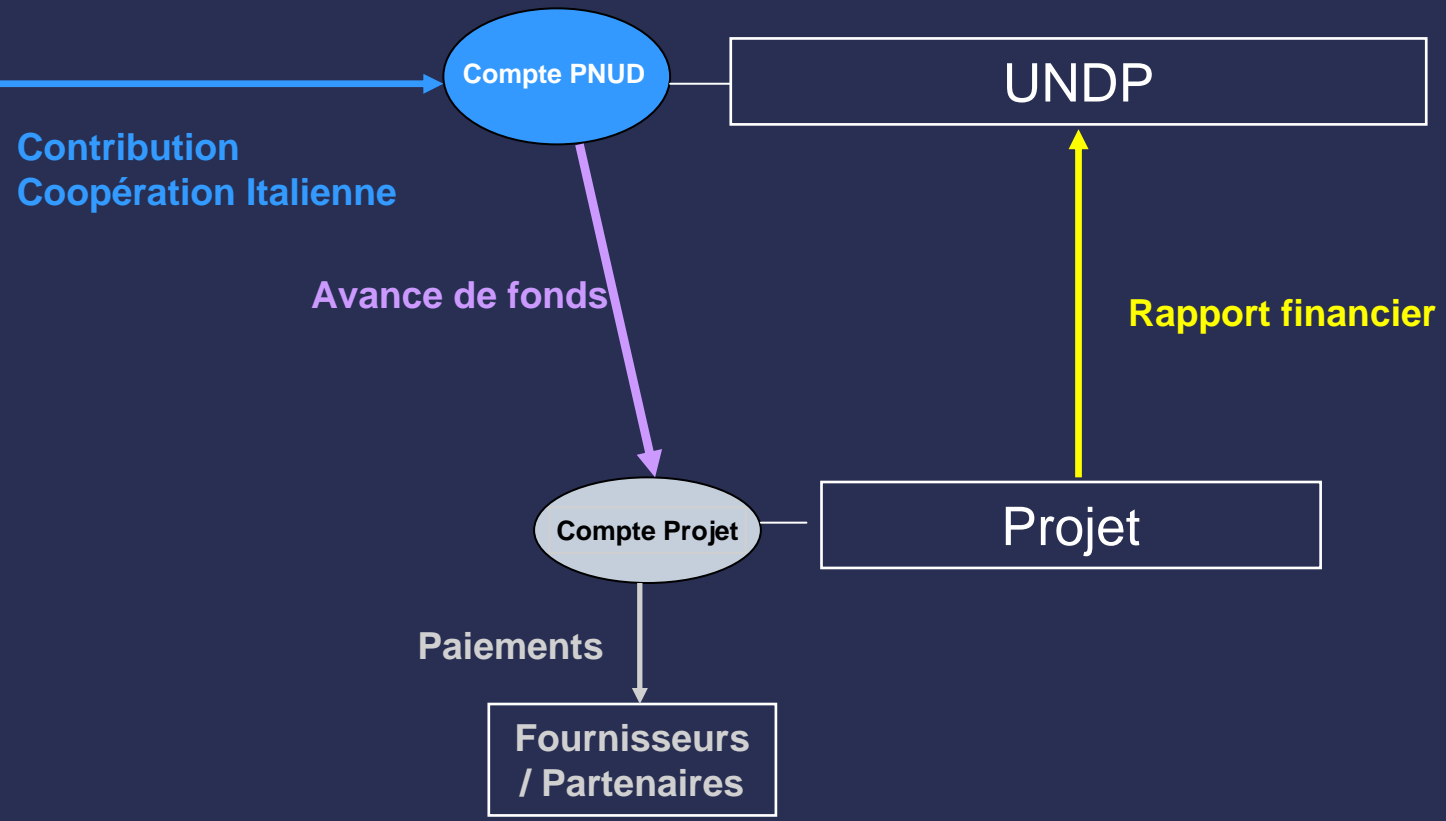 Compte PNUD
UNDP
Contribution
Coopération Italienne
Avance de fonds
Rapport financier
Compte Projet
Projet
Paiements
Fournisseurs
/ Partenaires